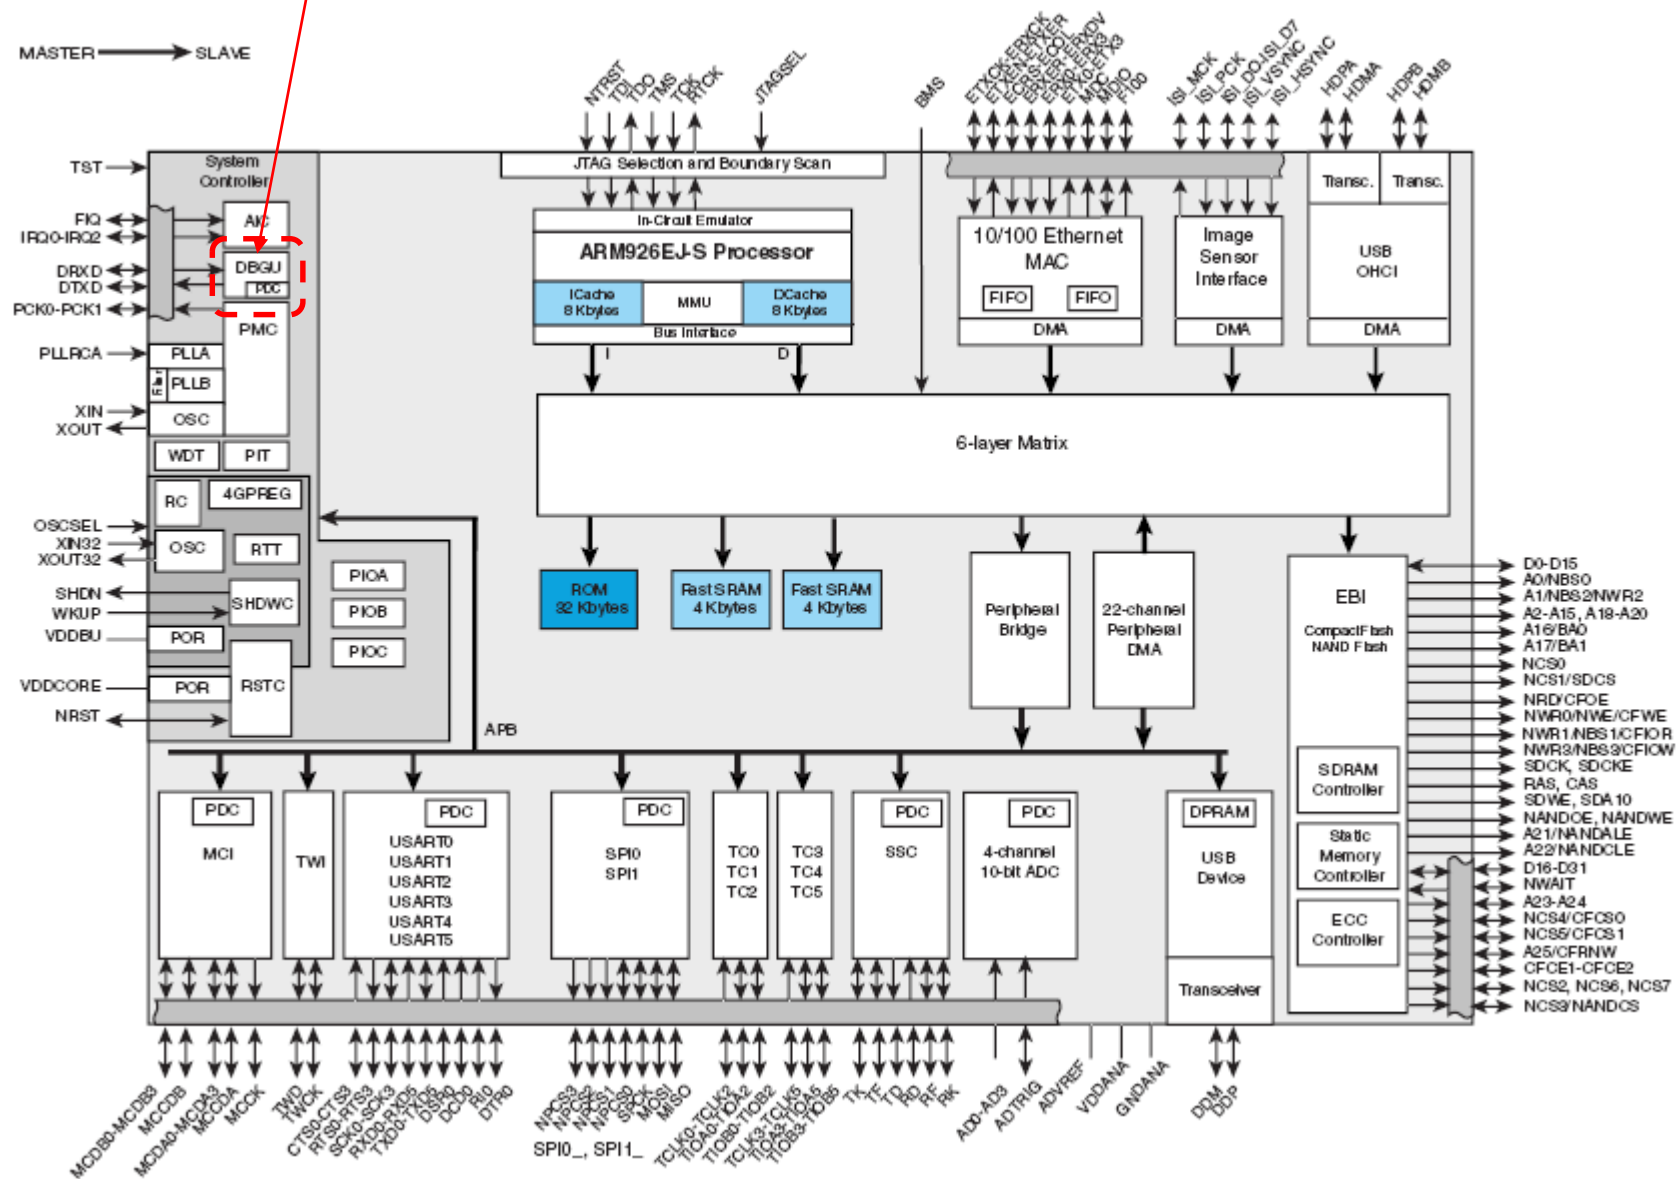 MASTER
SLAVE
NTRST
TDI
TDO
TMS
TCK
RTCK
JTAGSEL
BMS
ETXCK-ERXCK
ETXEN-ETXER
ECRS-ECOL
ERXER-ERXDV
ERX0-ERX3
ETX0-ETX3
MDC
MDIO
F100
ISI_MCK
ISI_PCK
ISI_DO-ISI_D7
ISI_VSYNC
ISI_HSYNC
HDPA
HDMA
HDPB
HDMB
TST
System
Controller
JTAG Selection and Boundary Scan
Transc.
Transc.
FIQ
IRQ0-IRQ2
AIC
In-Circuit Emulator
ARM926EJ-S Processor
10/100 Ethernet
MAC
Image
Sensor
Interface
USB
OHCI
DRXD
DTXD
DBGU
PDC
ICache
8 Kbytes
MMU
DCache
8 Kbytes
FIFO
FIFO
PCK0-PCK1
PMC
Bus Interface
DMA
DMA
DMA
PLLRCA
PLLA
I
D
Filter
PLLB
XIN
XOUT
OSC
6-layer Matrix
WDT
PIT
RC
4GPREG
OSCSEL
XIN32
XOUT32
OSC
RTT
PIOA
SHDN
WKUP
SHDWC
PIOB
VDDBU
POR
PIOC
VDDCORE
POR
RSTC
NRST
APB
ROM
32 Kbytes
Fast SRAM
4 Kbytes
Fast SRAM
4 Kbytes
Peripheral
Bridge
22-channel
Peripheral
DMA
EBI
CompactFlash
NAND Flash
SDRAM
Controller
Static
Memory
Controller
ECC
Controller
D0-D15
A0/NBS0
A1/NBS2/NWR2
A2-A15, A18-A20
A16/BA0
A17/BA1
NCS0
NCS1/SDCS
NRD/CFOE
NWR0/NWE/CFWE
NWR1/NBS1/CFIOR
NWR3/NBS3/CFIOW
SDCK, SDCKE
RAS, CAS
SDWE, SDA10
NANDOE, NANDWE
A21/NANDALE
A22/NANDCLE
D16-D31
NWAIT
A23-A24
NCS4/CFCS0
NCS5/CFCS1
A25/CFRNW
CFCE1-CFCE2
NCS2, NCS6, NCS7
NCS3/NANDCS
PDC
MCI
TWI
PDC
USART0
USART1
USART2
USART3
USART4
USART5
PDC
SPI0
SPI1
TC0
TC1
TC2
TC3
TC4
TC5
PDC
SSC
PDC
4-channel
10-bit ADC
DPRAM
USB
Device
Transceiver
MCDB0-MCDB3
MCCDB
MCDA0-MCDA3
MCCDA
MCCK
TWD
TWCK
CTS0-CTS3
RTS0-RTS3
SCK0-SCK3
RXD0-RXD5
TXD0-TXD5
DSR0
DCD0
RI0
DTR0
NPCS3
NPCS2
NPCS1
NPCS0
SPCK
MOSI
MISO
SPI0_, SPI1_
TCLK0-TCLK2
TIOA0-TIOA2
TIOB0-TIOB2
TCLK3-TCLK5
TIOA3-TIOA5
TIOB3-TIOB5
TK
TF
TD
RD
RF
RK
AD0-AD3
ADTRIG
ADVREF
VDDANA
GNDANA
DDM
DDP